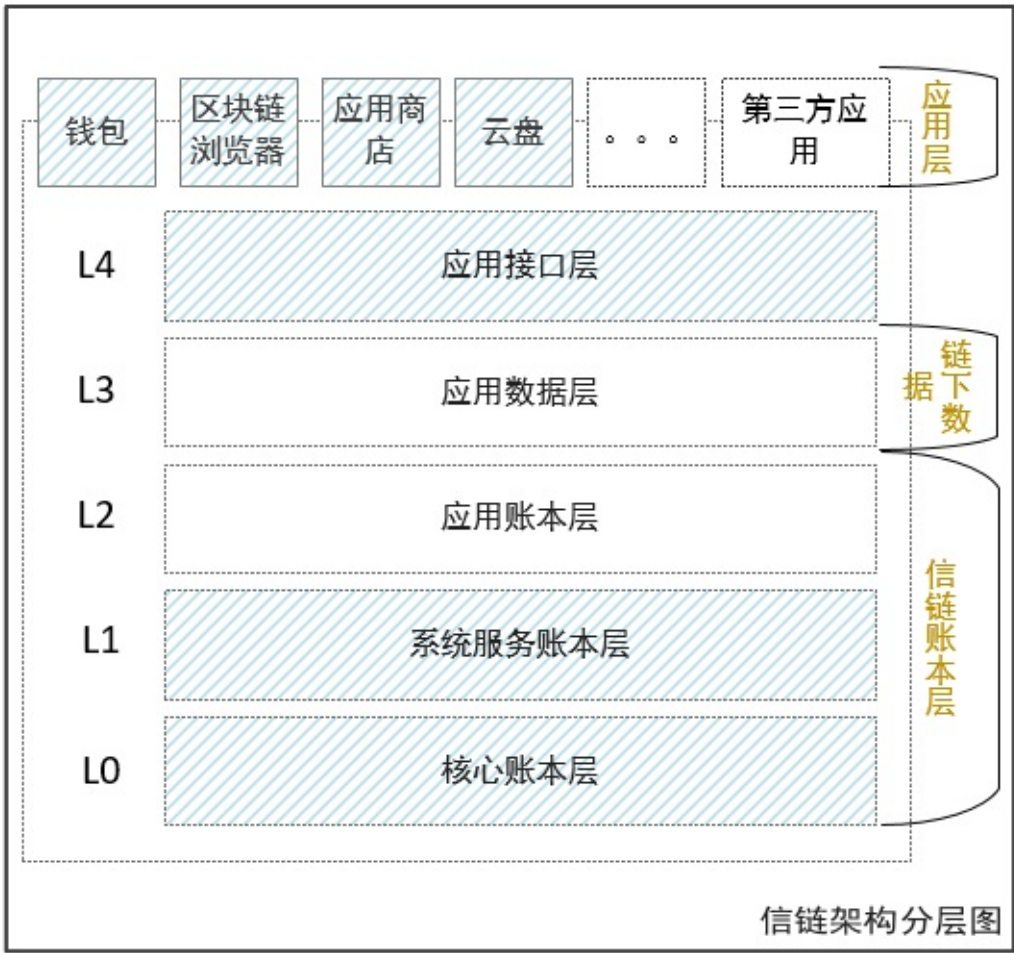 钱包
区块链
浏览器
应用商
店
云盘
。。。
第三方应
用
应用层
L4
应用接口层
L3
应用数据层
链下数
据
L2
应用账本层
L1
系统服务账本层
L0
核心账本层
信链账本层
信链架构分层图